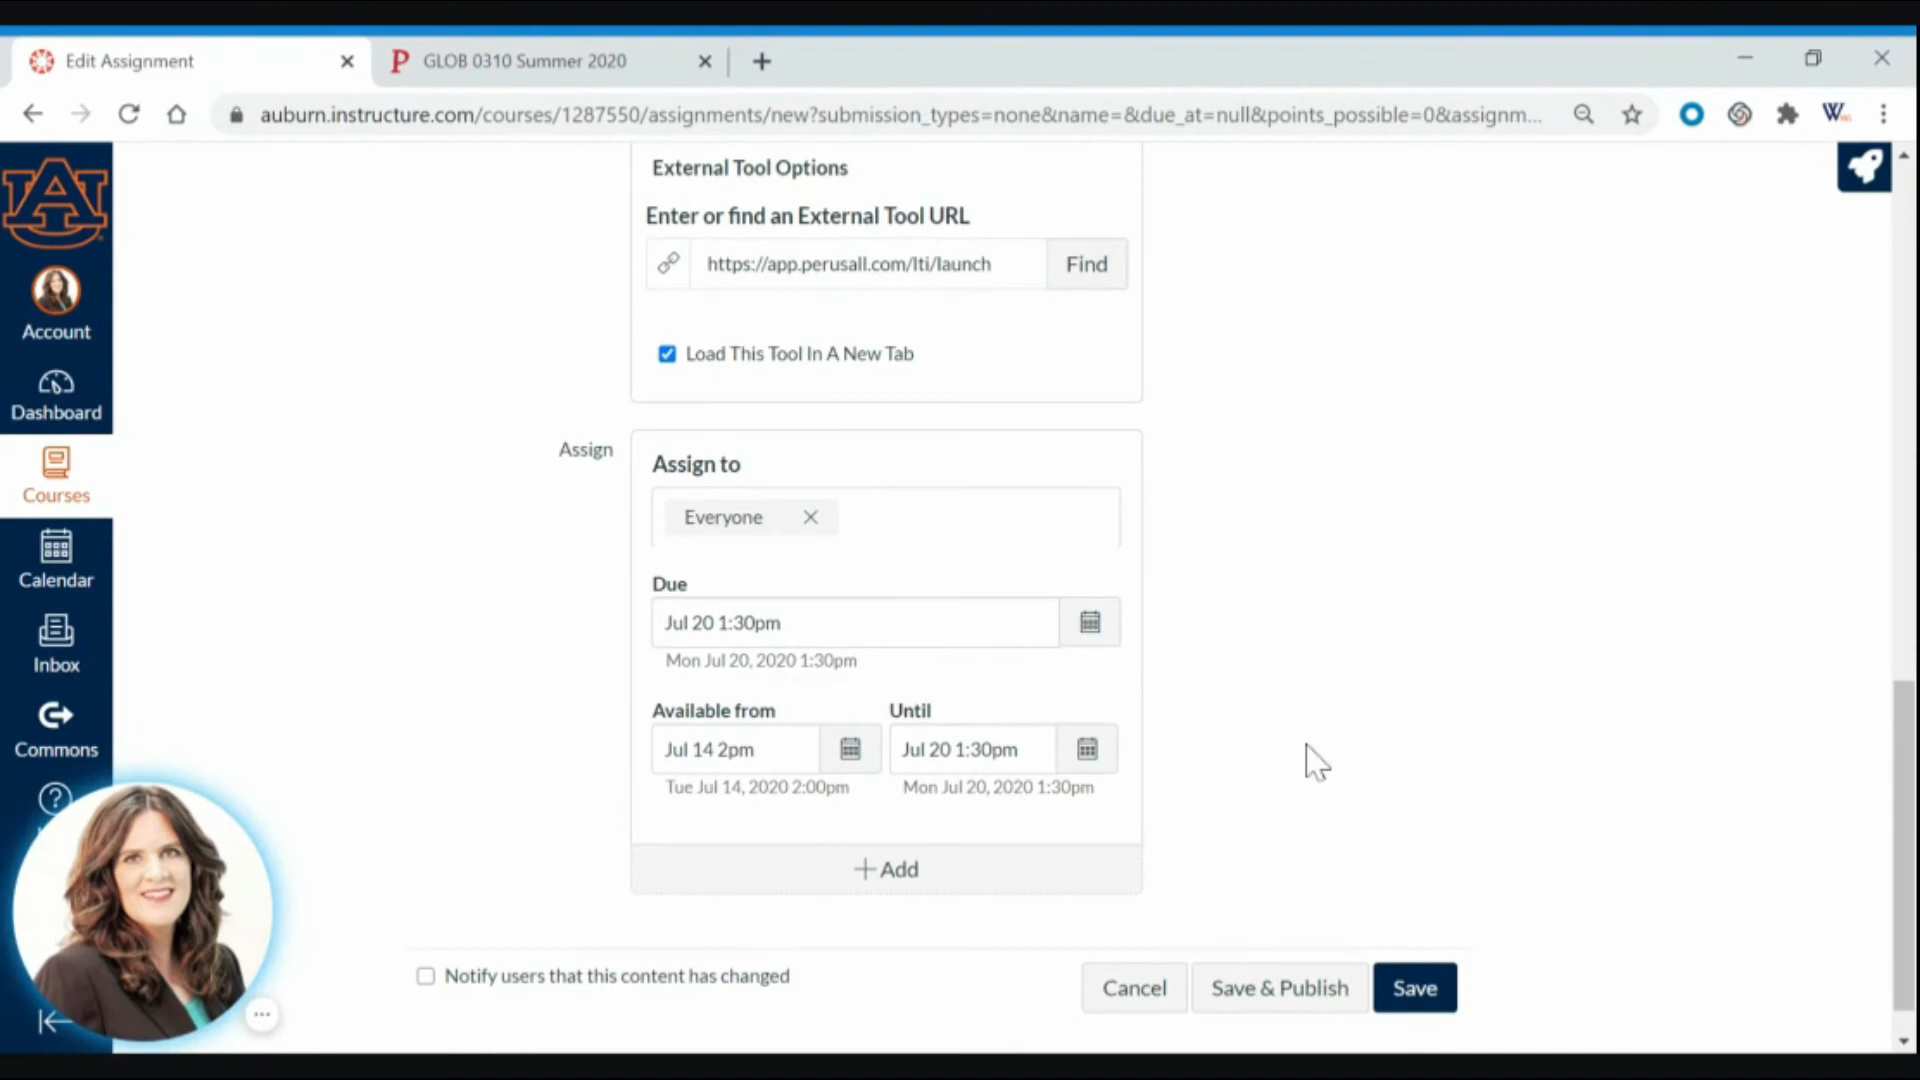 Edit Assignment
P GLOB 0310 Summer 2020
auburn.instructure.com/courses/1287550/assignments/new?submission_types=none&name=&due_at=null&points_possible=0&assignm...
External Tool Options
Enter or find an External Tool URL
https://app.perusall.com/lti/launch
Find
Account
Load This Tool In A New Tab
Dashboard
Assign
Assign to
Courses
Everyone
Calendar
Due
Jul 20 1:30pm
Inbox
Mon Jul 20, 2020 1:30pm
Available from
Until
Commons
Jul 14 2pm
Jul 20 1:30pm
Tue Jul 14, 2020 2:00pm
Mon Jul 20, 2020 1:30pm
+ Add
Notify users that this content has changed
Cancel
Save & Publish
Save